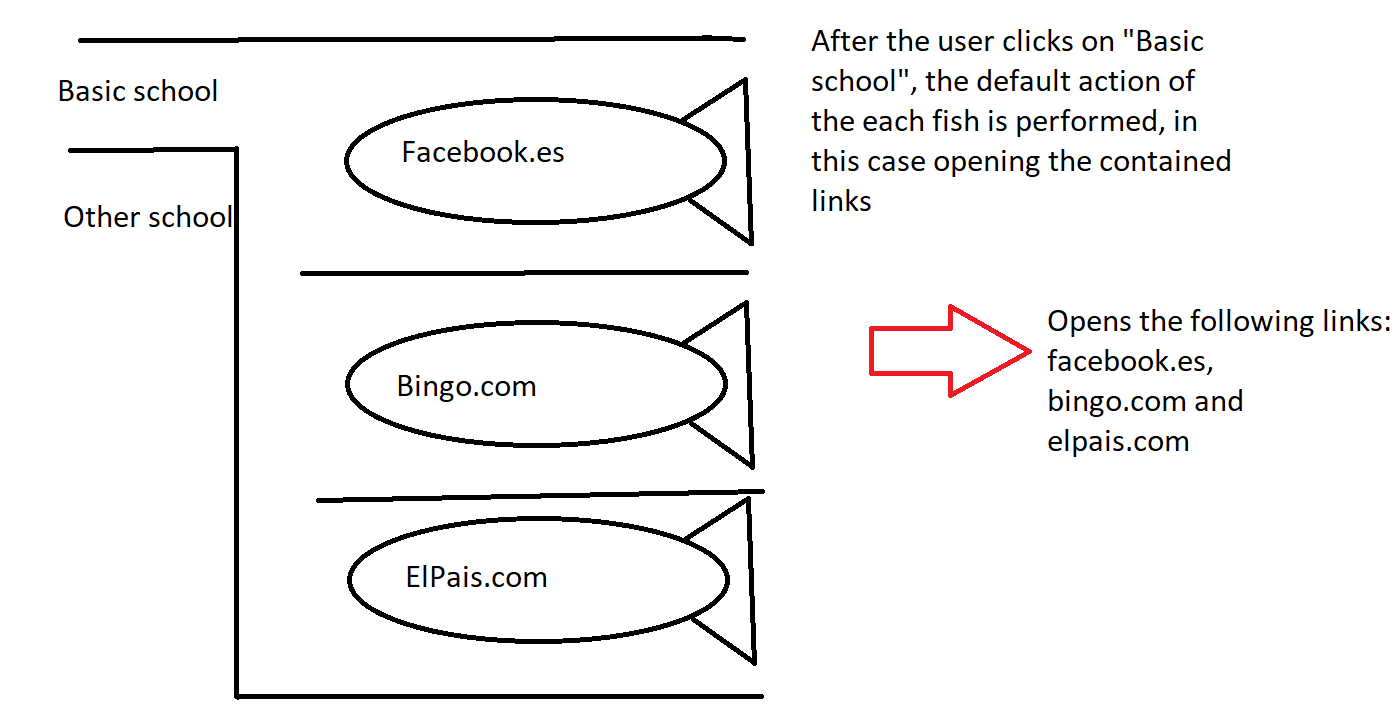 Basic school
Other school
Facebook.es
Bingo.com
ElPais.com
After the user clicks on "Basic
school", the default action of
the each fish is performed, in
this case opening the contained
links
Opens the following links:
facebook.es,
bingo.com and
elpais.com